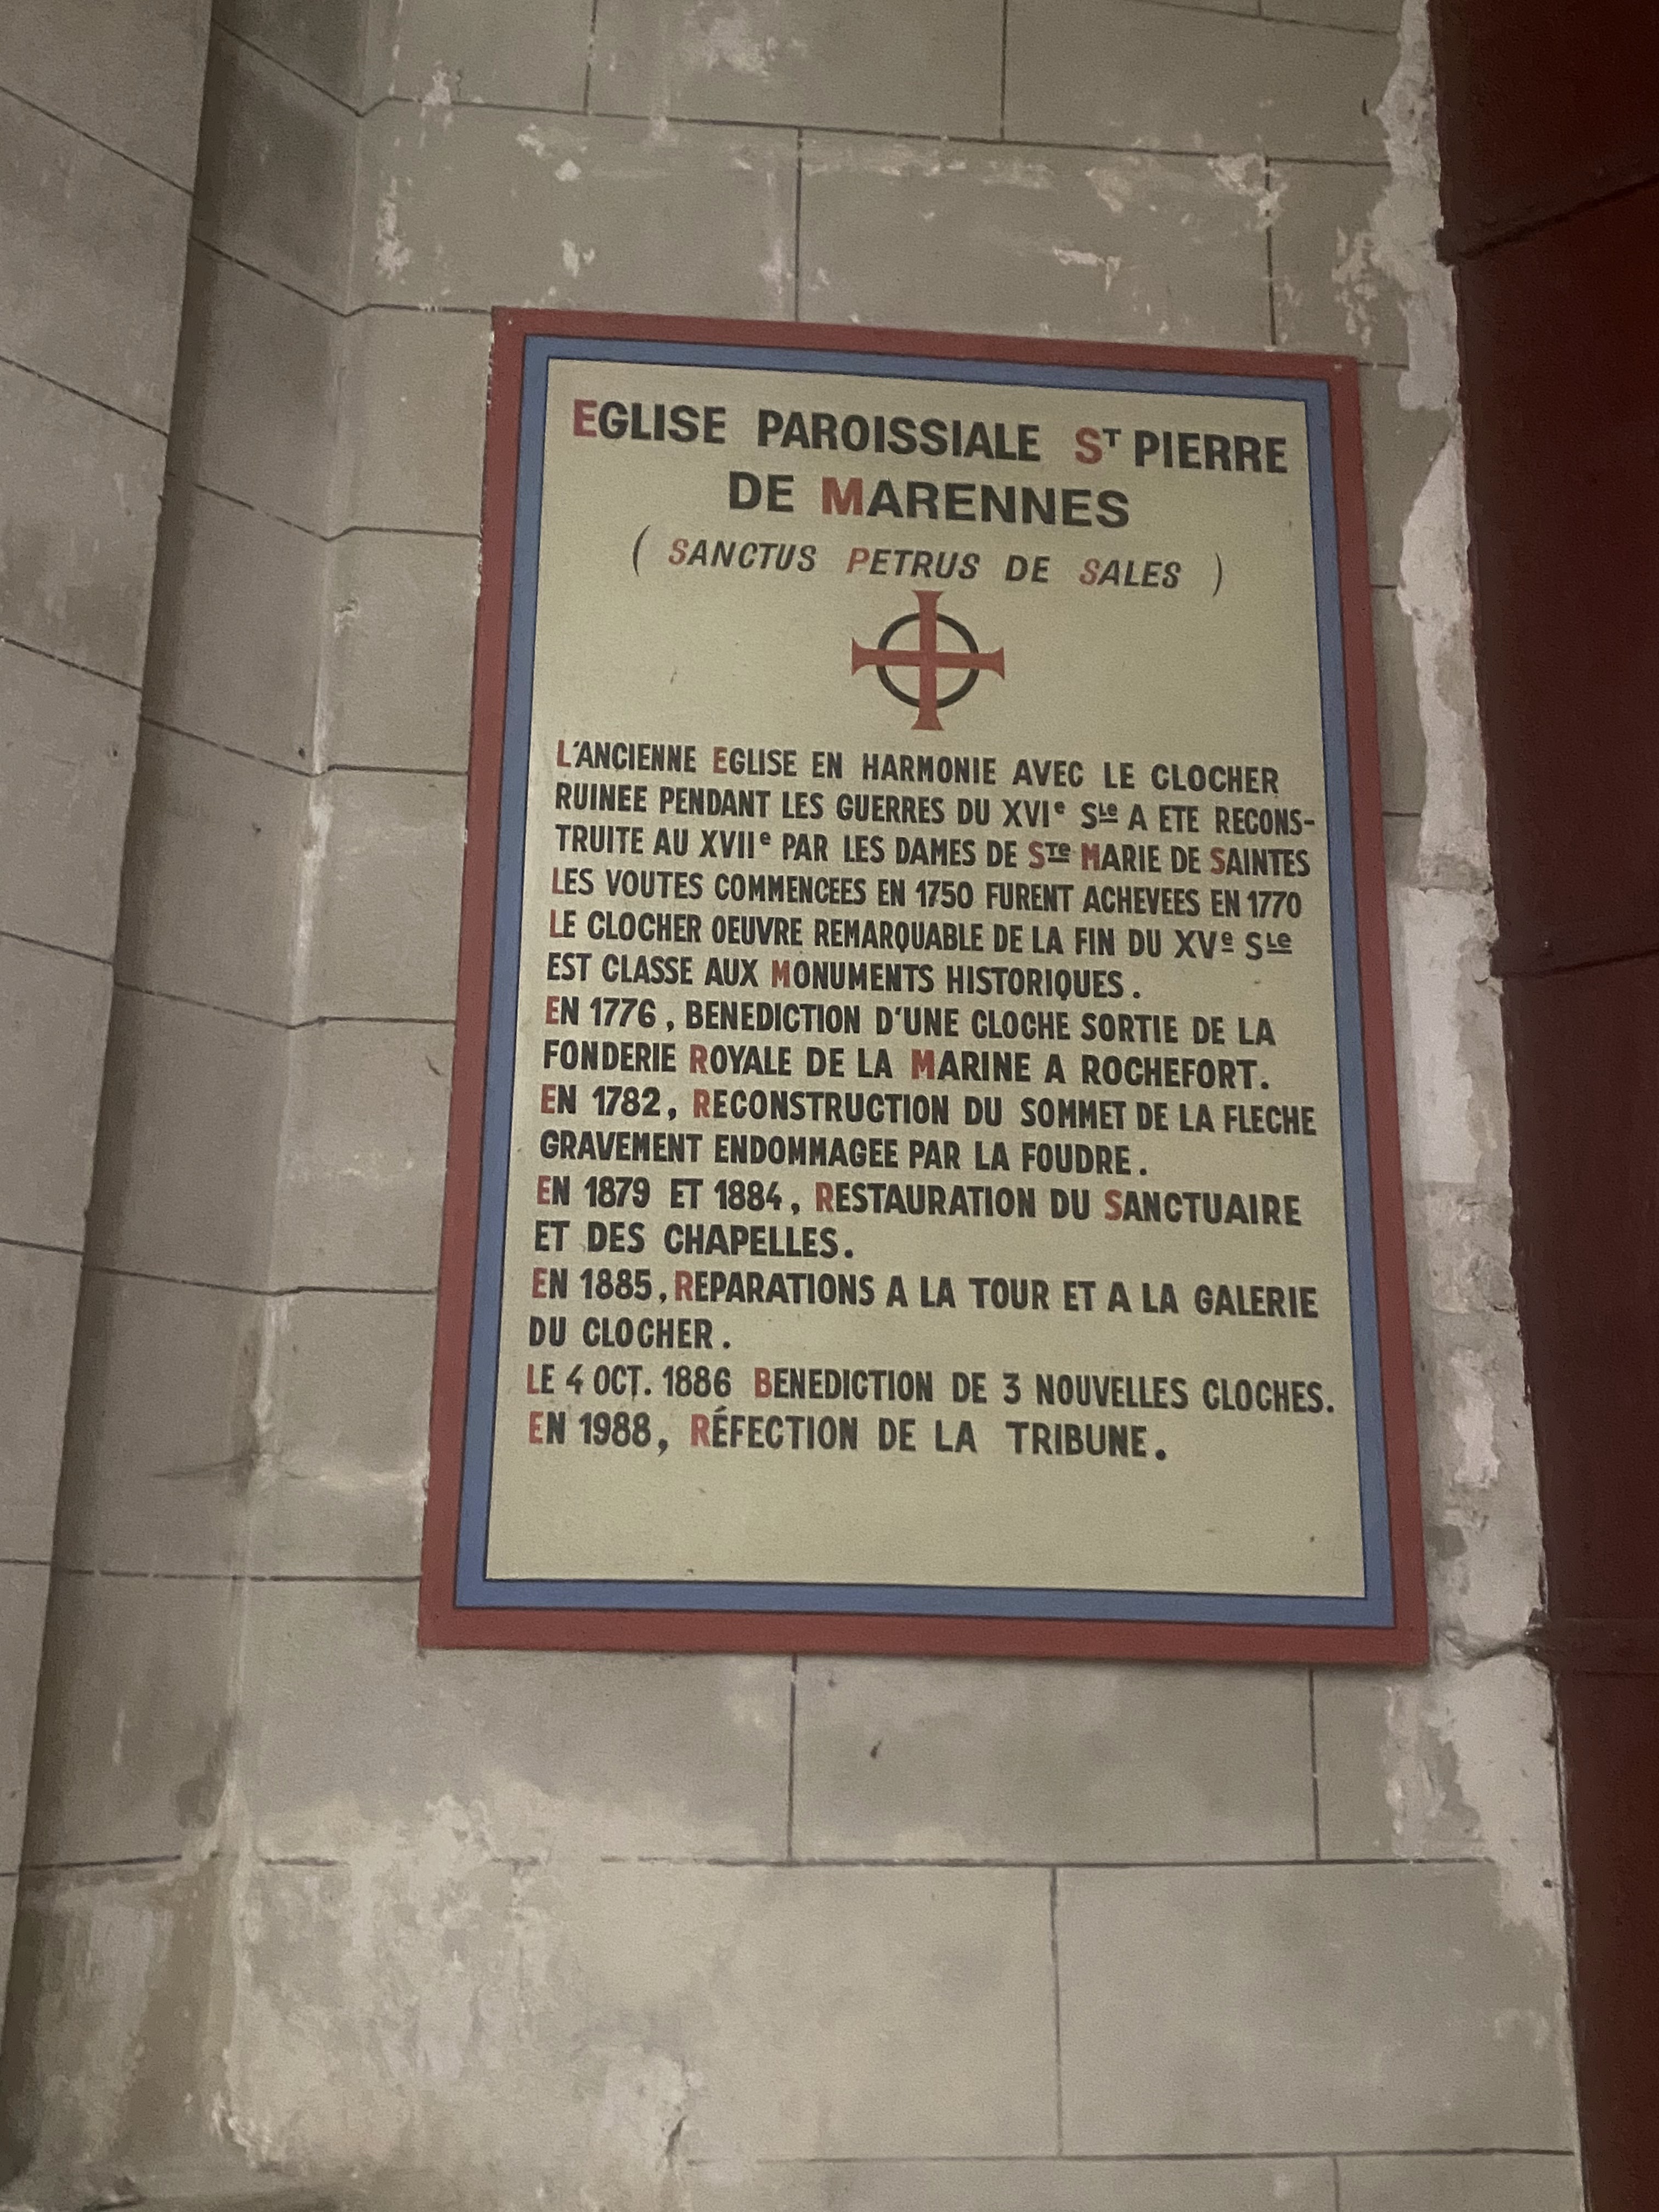 EGLISE PAROISSIALE ST PIERRE
DE MARENNES
( SANCTUS PETRUS DE SALES )
L'ANCIENNE EGLISE EN HARMONIE AVEC LE CLOCHER
RUINEE PENDANT LES GUERRES DU XVIe Sle A ETE RECONS-
TRUITE AU XVIIe PAR LES DAMES DE STe MARIE DE SAINTES
LES VOUTES COMMENCEES EN 1750 FURENT ACHEVEES EN 1770
LE CLOCHER OEUVRE REMARQUABLE DE LA FIN DU XVe Sle
EST CLASSE AUX MONUMENTS HISTORIQUES.
EN 1776, BENEDICTION D'UNE CLOCHE SORTIE DE LA
FONDERIE ROYALE DE LA MARINE A ROCHEFORT.
EN 1782, RECONSTRUCTION DU SOMMET DE LA FLECHE
GRAVEMENT ENDOMMAGEE PAR LA FOUDRE.
EN 1879 ET 1884, RESTAURATION DU SANCTUAIRE
ET DES CHAPELLES.
EN 1885, REPARATIONS A LA TOUR ET A LA GALERIE
DU CLOCHER.
LE 4 OCT. 1886 BENEDICTION DE 3 NOUVELLES CLOCHES.
EN 1988, RÉFECTION DE LA TRIBUNE.